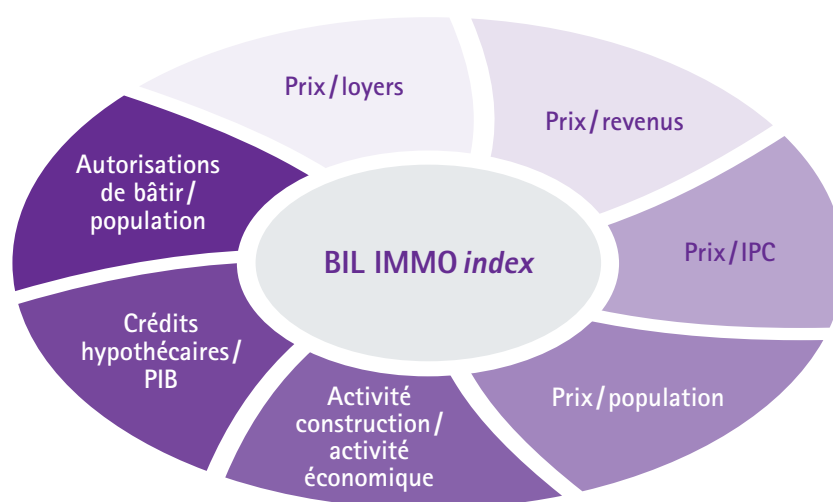 Prix/loyers
Prix/revenus
Autorisations
de bâtir/
population
BIL IMMO index
Prix/IPC
Crédits
hypothécaires/
PIB
Activité
construction/
activité
économique
Prix/population